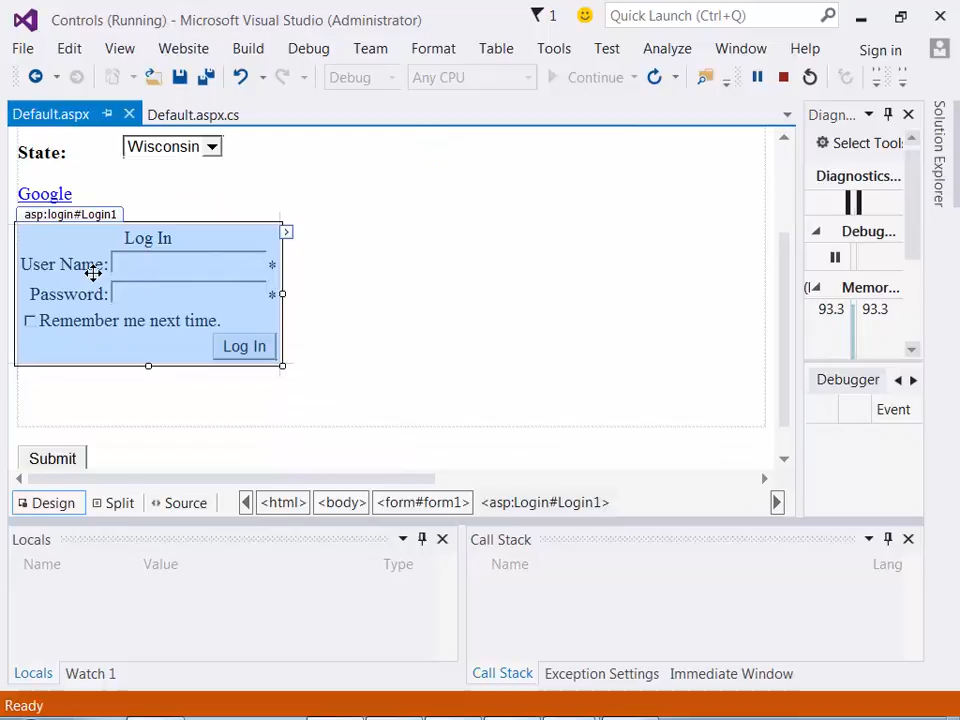 Controls (Running) - Microsoft Visual Studio (Administrator)
1
Quick Launch (Ctrl+Q)
File Edit View Website Build Debug Team Format Table Tools Test Analyze Window Help Sign in
Debug Any CPU Continue
Default.aspx Default.aspx.cs
Diagn...
Solution Explorer
State: Wisconsin
Select Tool
Google
Diagnostics...
asp:login#Login1
Log In
Debug...
User Name: *
Password: *
Memor...
Remember me next time.
93.3 93.3
Log In
Debugger
Event
Submit
Design Split Source <html> <body> <form#form1> <asp:Login#Login1>
Locals
Call Stack
Name Value Type
Name Lang
Locals Watch 1
Call Stack Exception Settings Immediate Window
Ready